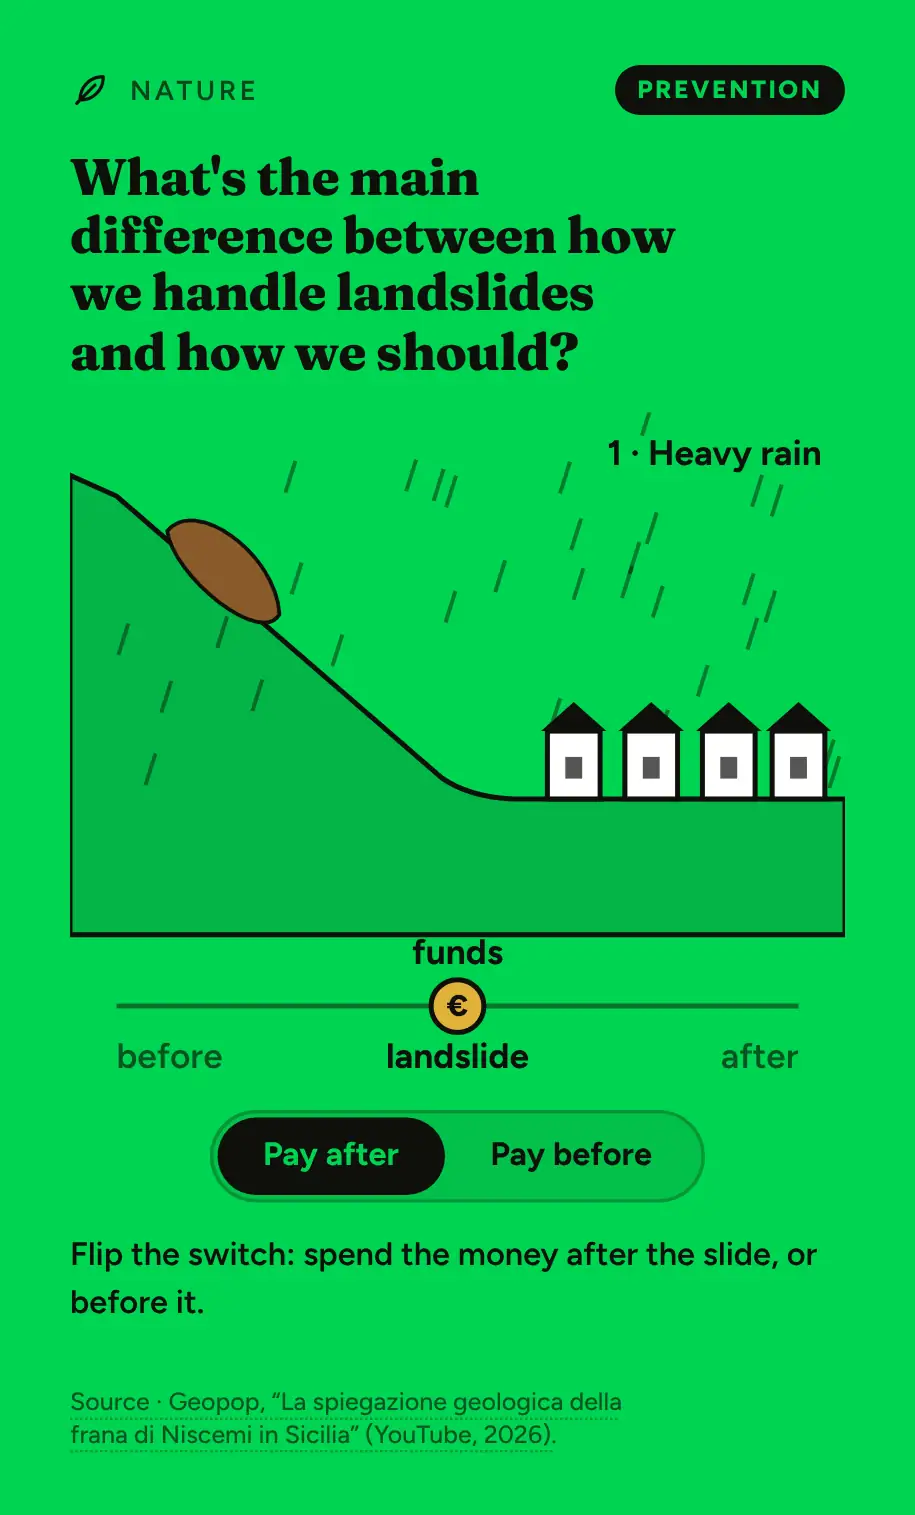 NATURE
PREVENTION
What's the main
difference between how
we handle landslides
and how we should?
1 · Heavy rain
funds
€
before
landslide
after
Pay after
Pay before
Flip the switch: spend the money after the slide, or
before it.
Source · Geopop, “La spiegazione geologica della
frana di Niscemi in Sicilia” (YouTube, 2026).